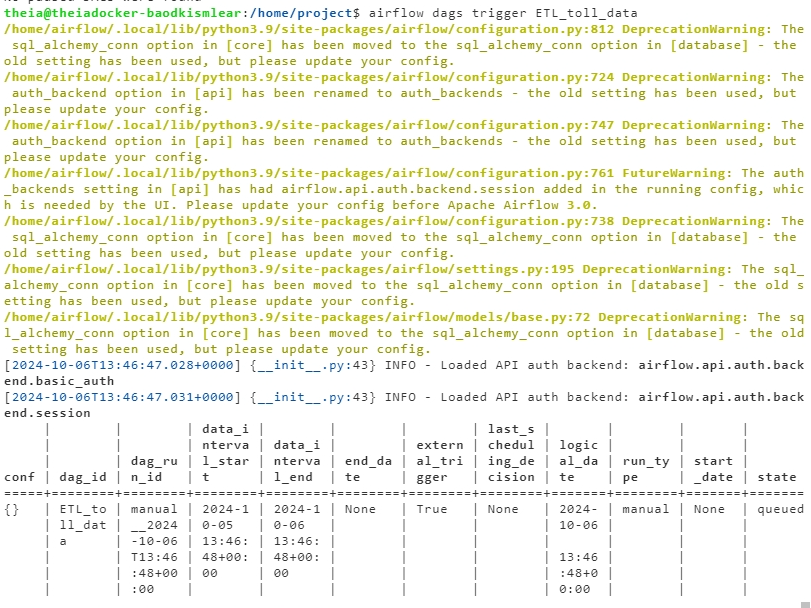 theia@theiadocker-baodkismlear:/home/project$ airflow dags trigger ETL_toll_data
/home/airflow/.local/lib/python3.9/site-packages/airflow/configuration.py:812 DeprecationWarning: The
 sql_alchemy_conn option in [core] has been moved to the sql_alchemy_conn option in [database] - the
old setting has been used, but please update your config.
/home/airflow/.local/lib/python3.9/site-packages/airflow/configuration.py:724 DeprecationWarning: The
 auth_backend option in [api] has been renamed to auth_backends - the old setting has been used, but
please update your config.
/home/airflow/.local/lib/python3.9/site-packages/airflow/configuration.py:747 DeprecationWarning: The
 auth_backend option in [api] has been renamed to auth_backends - the old setting has been used, but
please update your config.
/home/airflow/.local/lib/python3.9/site-packages/airflow/configuration.py:761 FutureWarning: The auth
_backends setting in [api] has had airflow.api.auth.backend.session added in the running config, whic
h is needed by the UI. Please update your config before Apache Airflow 3.0.
/home/airflow/.local/lib/python3.9/site-packages/airflow/configuration.py:738 DeprecationWarning: The
 sql_alchemy_conn option in [core] has been moved to the sql_alchemy_conn option in [database] - the
old setting has been used, but please update your config.
/home/airflow/.local/lib/python3.9/site-packages/airflow/settings.py:195 DeprecationWarning: The sql_
alchemy_conn option in [core] has been moved to the sql_alchemy_conn option in [database] - the old s
etting has been used, but please update your config.
/home/airflow/.local/lib/python3.9/site-packages/airflow/models/base.py:72 DeprecationWarning: The sq
l_alchemy_conn option in [core] has been moved to the sql_alchemy_conn option in [database] - the old
 setting has been used, but please update your config.
[2024-10-06T13:46:47.028+0000] {__init__.py:43} INFO - Loaded API auth backend: airflow.api.auth.back
end.basic_auth
[2024-10-06T13:46:47.031+0000] {__init__.py:43} INFO - Loaded API auth backend: airflow.api.auth.back
end.session
     |        |        | data_i |        |        |        | last_s |       |        |       |
     |        |        | nterva | data_i |        | extern | chedul | logic |        |       |
     |        | dag_ru | l_star | nterva | end_da | al_tri | ing_de | al_da | run_ty | start |
conf | dag_id | n_id   | t      | l_end  | te     | gger   | cision | te    | pe     | _date | state
=====+========+========+========+========+========+========+========+=======+========+=======+=======
{}   | ETL_to | manual | 2024-1 | 2024-1 | None   | True   | None   | 2024- | manual | None  | queued
     | ll_dat | __2024 | 0-05   | 0-06   |        |        |        | 10-06 |        |       |
     | a      | -10-06 | 13:46: | 13:46: |        |        |        |       |        |       |
     |        | T13:46 | 48+00: | 48+00: |        |        |        | 13:46 |        |       |
     |        | :48+00 | 00     | 00     |        |        |        | :48+0 |        |       |
     |        | :00    |        |        |        |        |        | 0:00  |        |       |